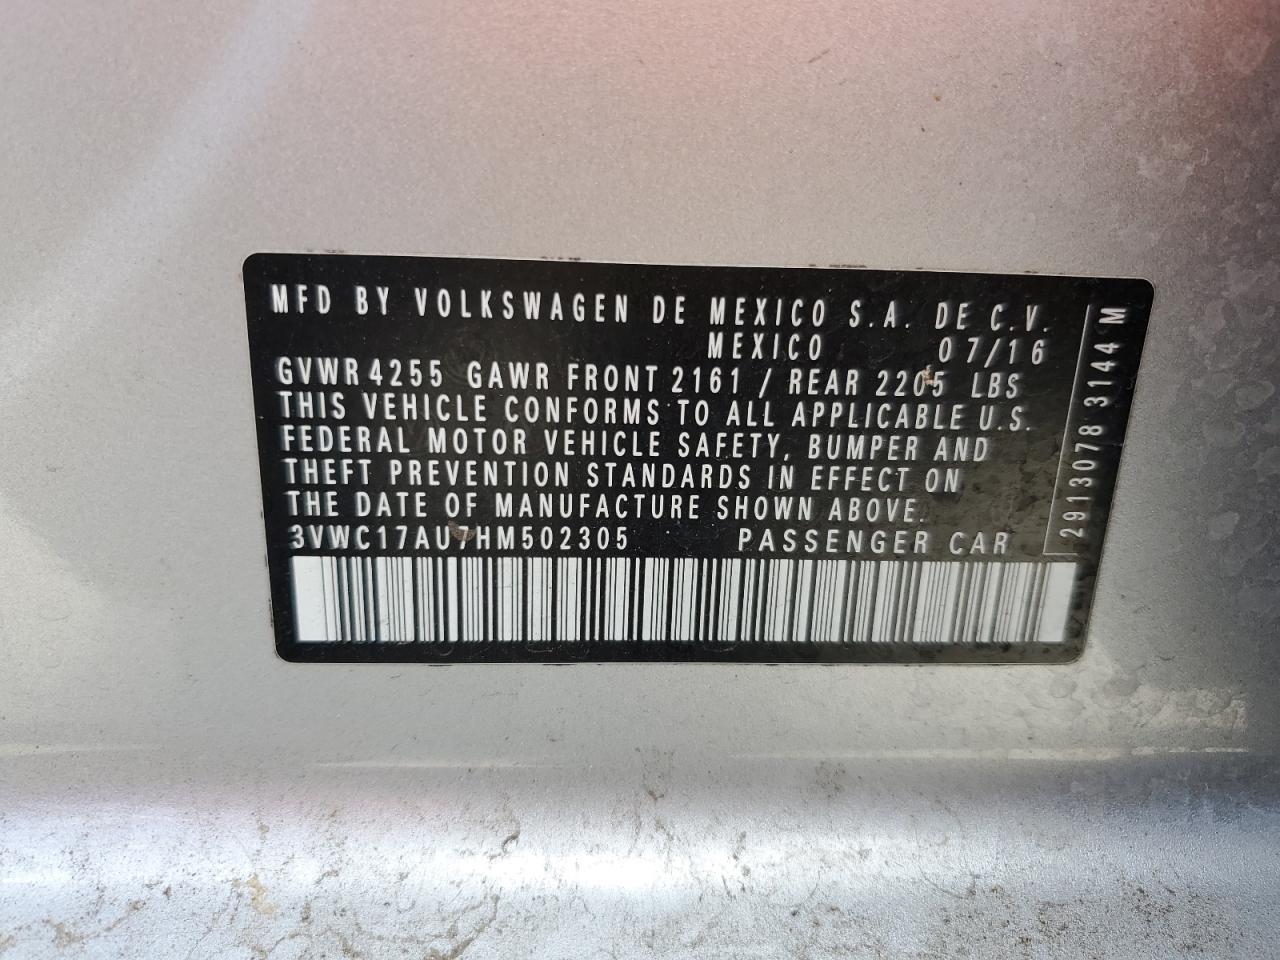 MFD BY VOLKSWAGEN DE MEXICO S.A. DE C.V.
MEXICO 07/16
GVWR 4255 GAWR FRONT 2161 / REAR 2205 LBS
THIS VEHICLE CONFORMS TO ALL APPLICABLE U.S.
FEDERAL MOTOR VEHICLE SAFETY, BUMPER AND
THEFT PREVENTION STANDARDS IN EFFECT ON
THE DATE OF MANUFACTURE SHOWN ABOVE.
3VWC17AU7HM502305 PASSENGER CAR
29130783144 M